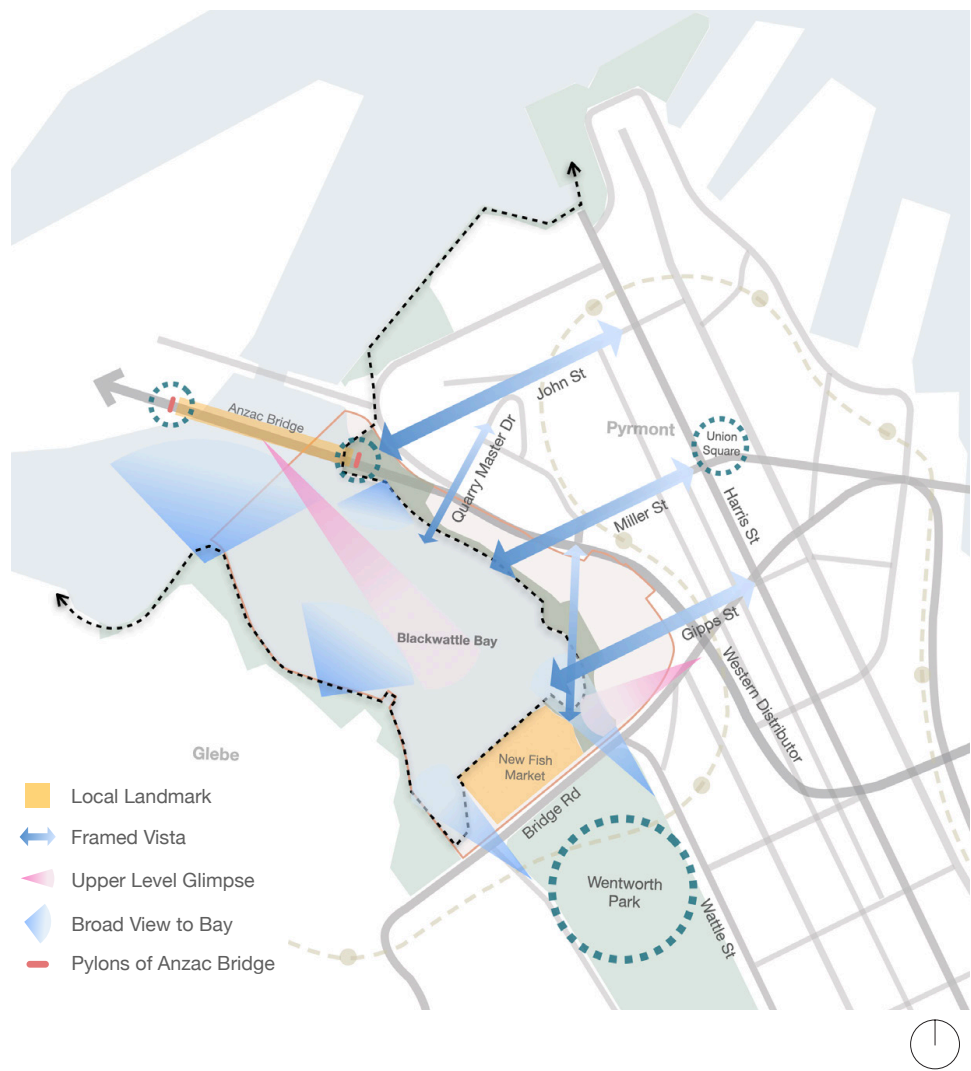 John St
Anzac Bridge
Quarry Master Dr
Pyrmont
Union
Square
Miller St
Harris St
Blackwattle Bay
Gipps St
Western Distributor
Glebe
New Fish
Market
Bridge Rd
Wentworth
Park
Wattle St
Local Landmark
Framed Vista
Upper Level Glimpse
Broad View to Bay
Pylons of Anzac Bridge